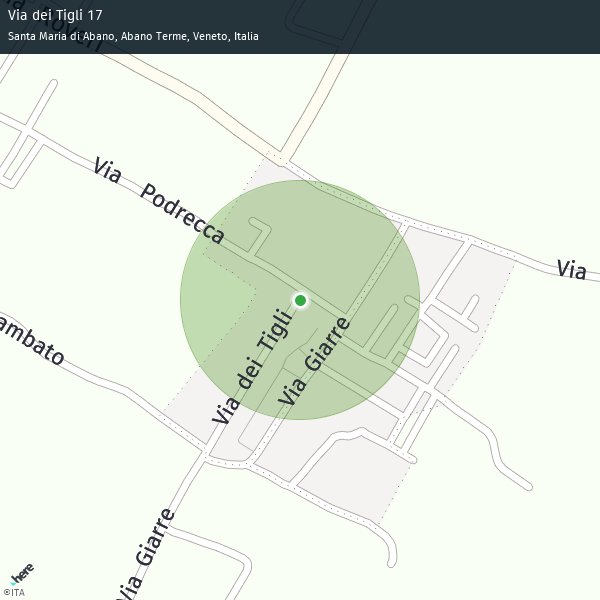 Via dei Tigli 17
Santa Maria di Abano, Abano Terme, Veneto, Italia
Via
Podrecca
Via
Via dei Tigli
Via Giarre
Via Giarre
here
©ITA